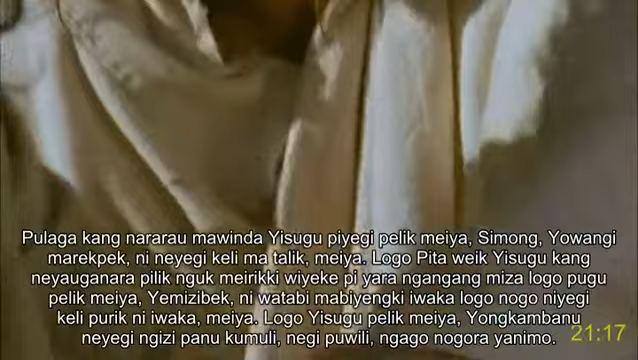 Pulaga kang nararau mawinda Yisugu piyegi pelik meiya, Simong, Yowangi
marekpek, ni neyegi keli ma talik, meiya. Logo Pita weik Yisugu kang
neyauganara pilik nguk meirikki wiyeke pi yara ngangang miza logo pugu
pelik meiya, Yemizibek, ni watabi mabiyengki iwaka logo nogo niyegi
keli purik ni iwaka, meiya. Logo Yisugu pelik meiya, Yongkambanu
neyegi ngizi panu kumuli, negi puwili, ngago nogora yanimo.
21:17